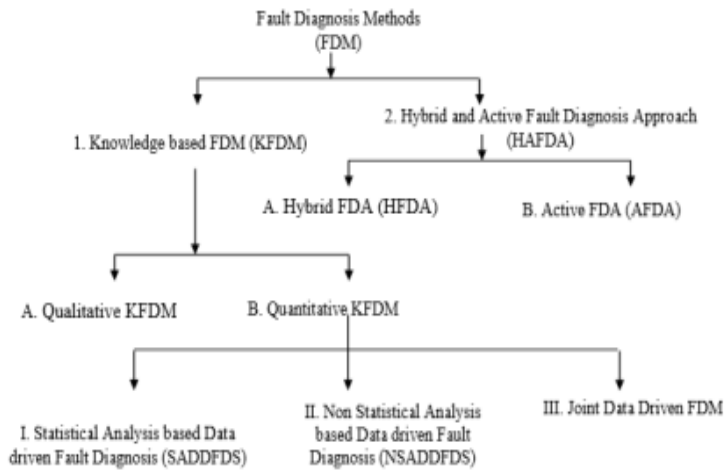 Fault Diagnosis Methods
(FDM)
2. Hybrid and Active Fault Diagnosis Approach
(HAFDA)
1. Knowledge based FDM (KFDM)
A. Hybrid FDA (HFDA)
B. Active FDA (AFDA)
A. Qualitative KFDM
B. Quantitative KFDM
I. Statistical Analysis based Data
driven Fault Diagnosis (SADDFDS)
II. Non Statistical Analysis
based Data driven Fault
Diagnosis (NSADDFDS)
III. Joint Data Driven FDM